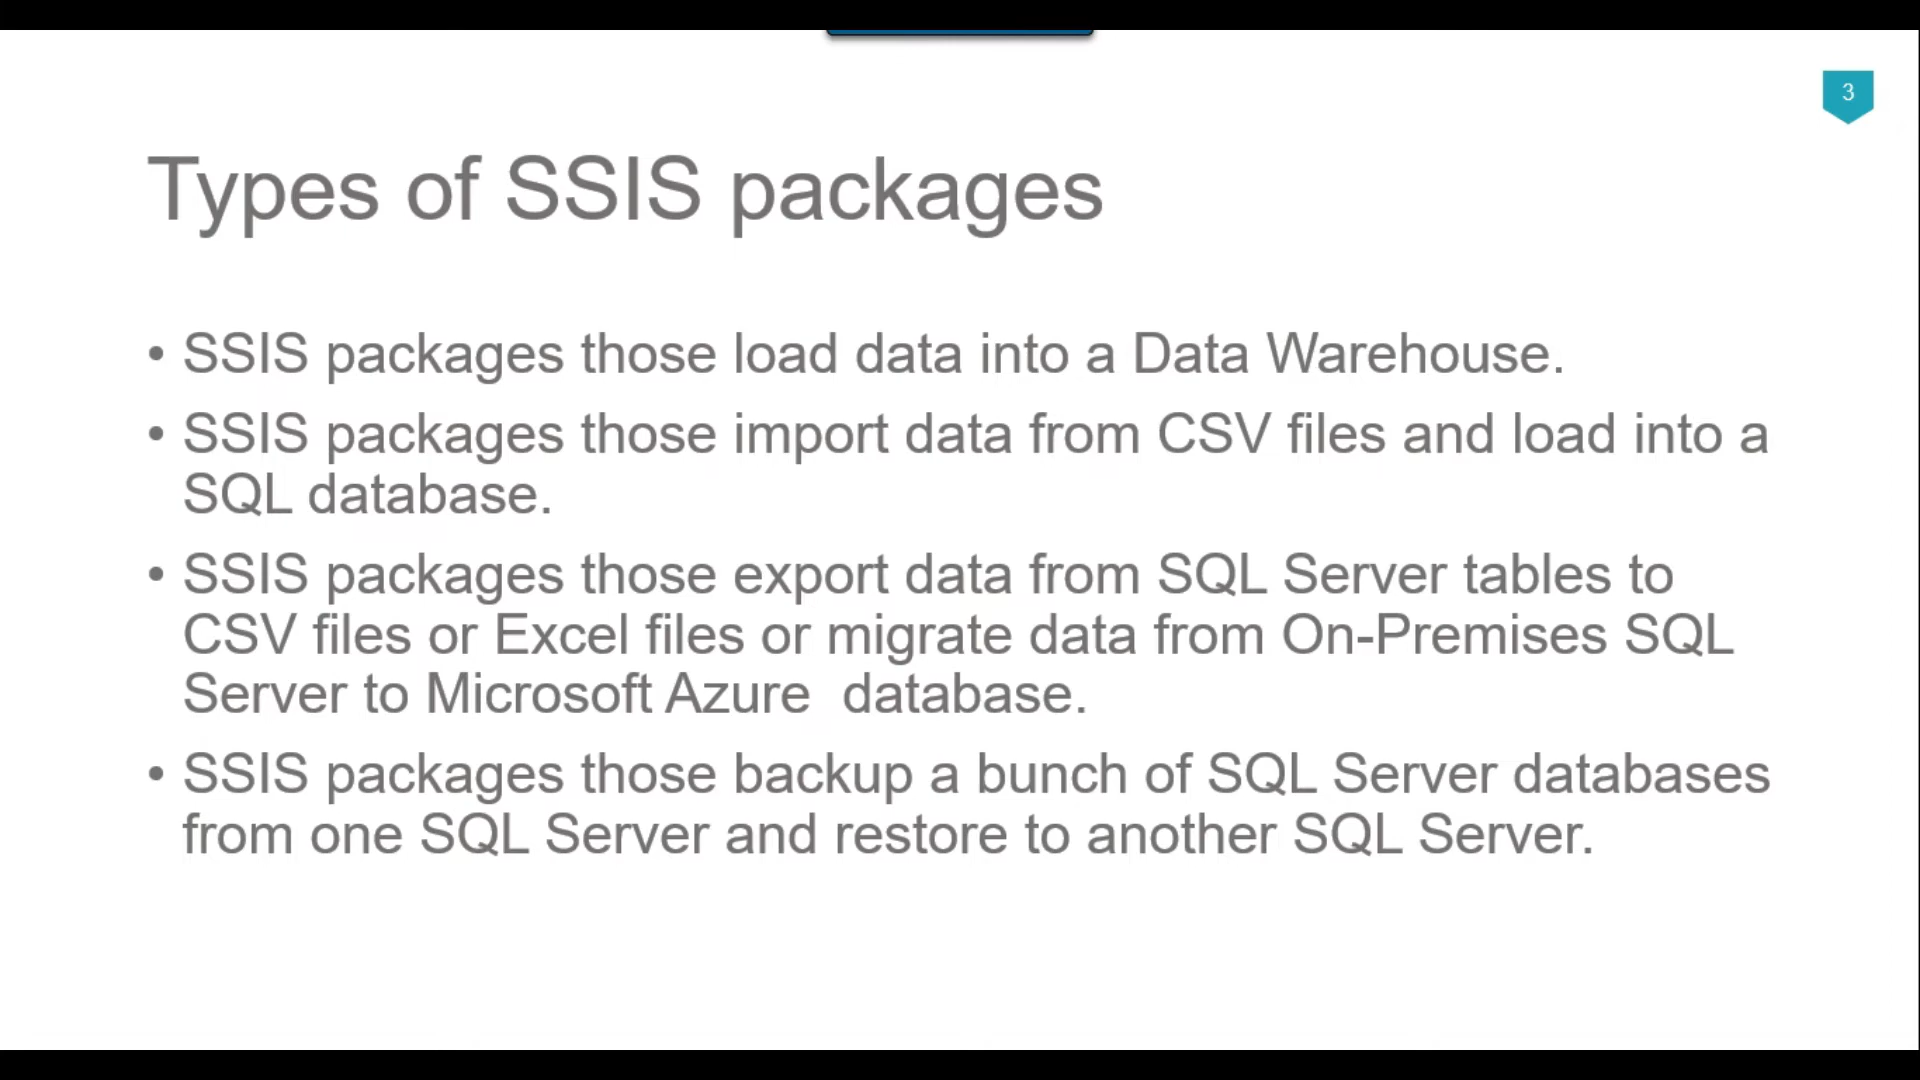 3
Types of SSIS packages
• SSIS packages those load data into a Data Warehouse.
• SSIS packages those import data from CSV files and load into a
SQL database.
• SSIS packages those export data from SQL Server tables to
CSV files or Excel files or migrate data from On-Premises SQL
Server to Microsoft Azure  database.
• SSIS packages those backup a bunch of SQL Server databases
from one SQL Server and restore to another SQL Server.